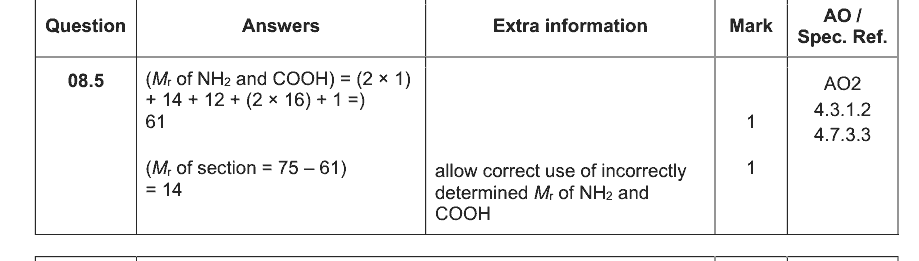 Question Answers Extra information Mark AO /
Spec. Ref.
08.5 (Mr of NH2 and COOH) = (2 × 1)
+ 14 + 12 + (2 × 16) + 1 =)
61 1
AO2
4.3.1.2
4.7.3.3
(Mr of section = 75 – 61)
= 14
allow correct use of incorrectly
determined Mr of NH2 and
COOH
1